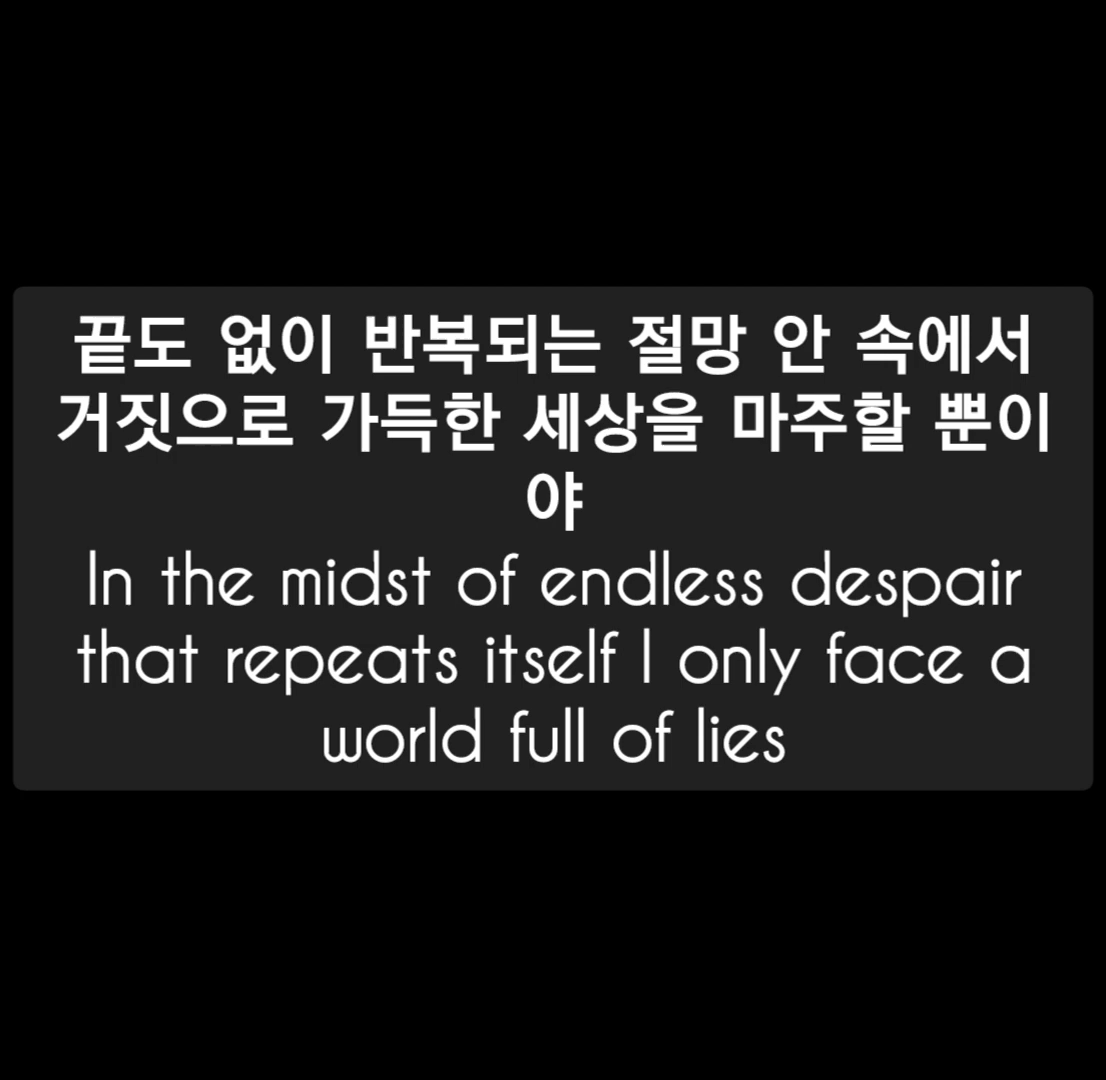 끝도 없이 반복되는 절망 안 속에서
거짓으로 가득한 세상을 마주할 뿐이
야
In the midst of endless despair
that repeats itself I only face a
world full of lies